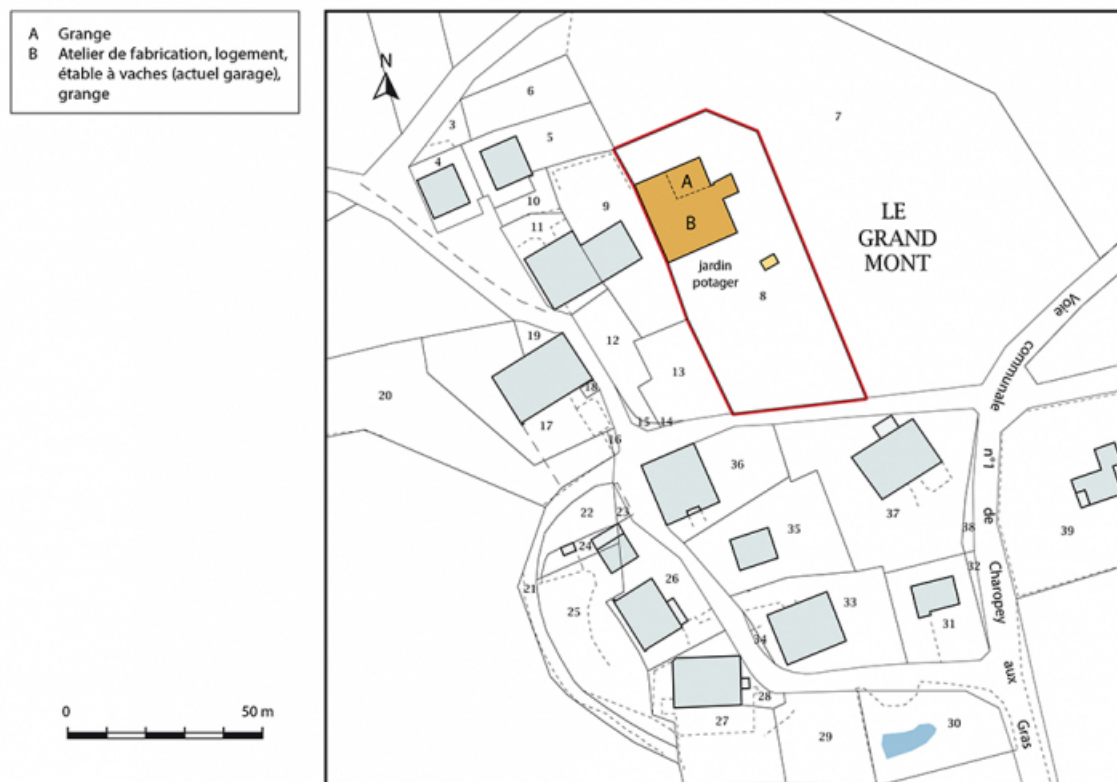 A Grange
B Atelier de fabrication, logement,
étable à vaches (actuel garage),
grange
N
6
7
3
5
4
A
10
9
LE
GRAND
MONT
B
11
jardin
potager
8
Voie
communale
n°1
de
Charopey
aux
Gras
12
19
13
20
18
17
15
14
16
36
37
22
23
38
39
35
24
32
21
26
25
33
31
34
28
27
30
29
0 50 m